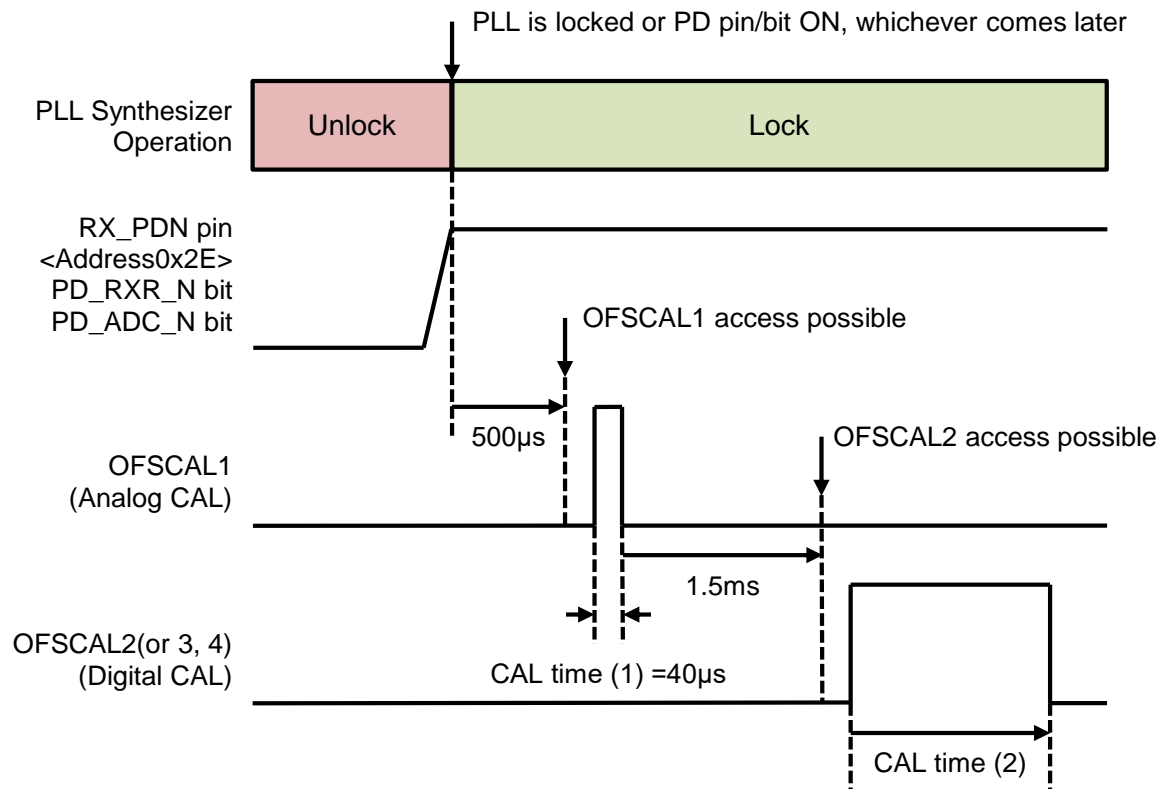 PLL is locked or PD pin/bit ON, whichever comes later
PLL Synthesizer
Operation
Unlock
Lock
RX_PDN pin
<Address0x2E>
PD_RXR_N bit
PD_ADC_N bit
OFSCAL1 access possible
500µs
OFSCAL2 access possible
OFSCAL1
(Analog CAL)
1.5ms
OFSCAL2(or 3, 4)
(Digital CAL)
CAL time (1) =40µs
CAL time (2)